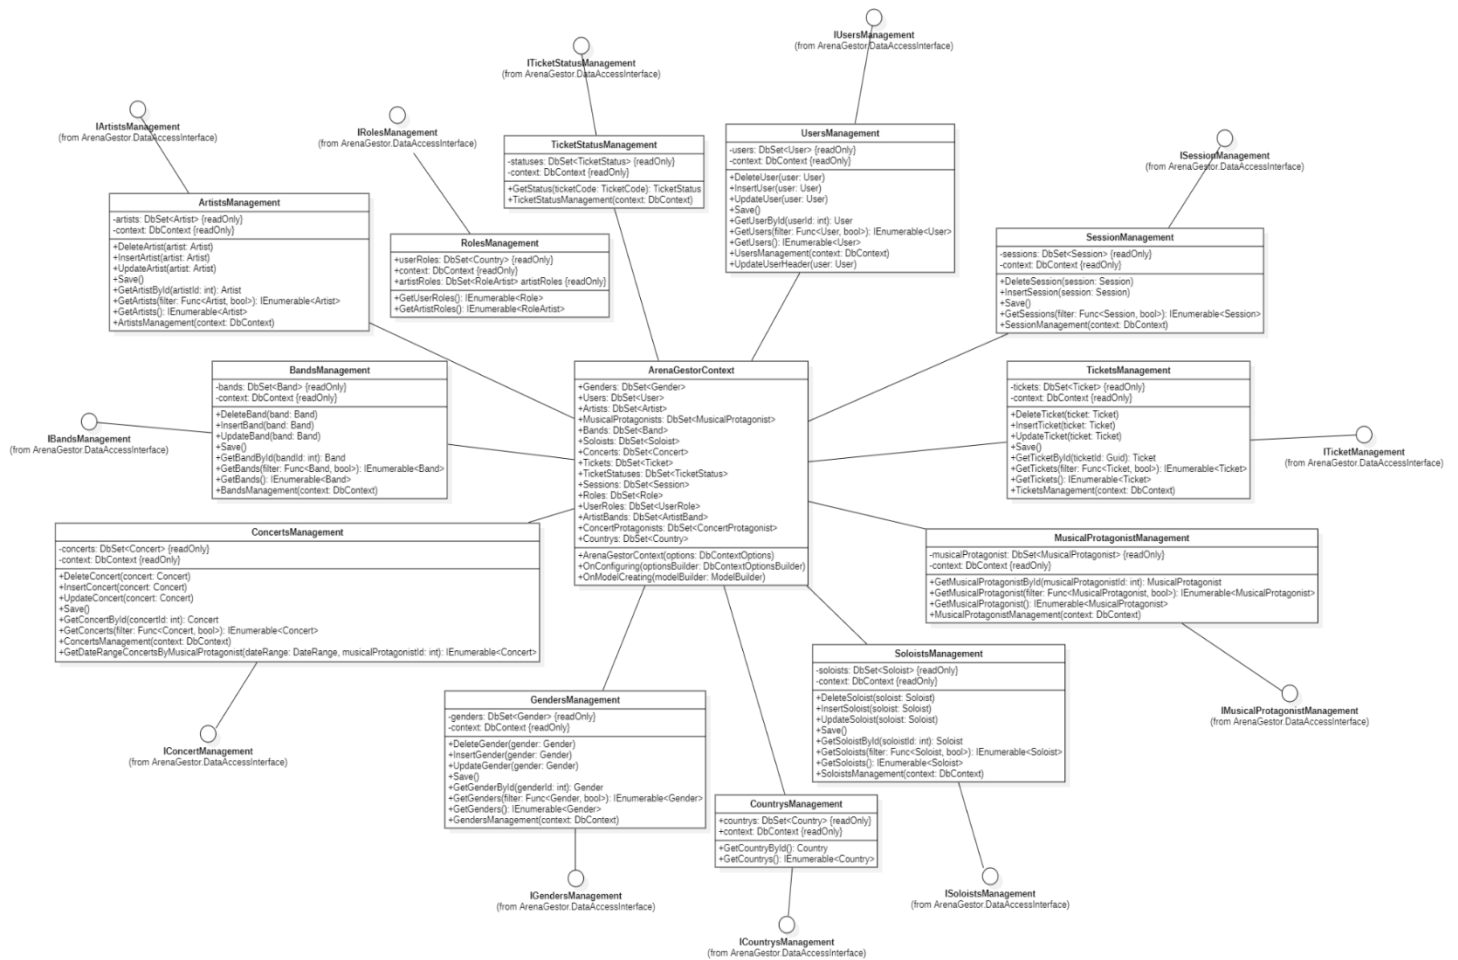 IUsersManagement
(from ArenaGestor.DataAccessInterface)
ITicketStatusManagement
(from ArenaGestor.DataAccessInterface)
IArtistsManagement
(from ArenaGestor.DataAccessInterface)
IRolesManagement
(from ArenaGestor.DataAccessInterface)
ISessionManagement
(from ArenaGestor.DataAccessInterface)
TicketStatusManagement
-statuses: DbSet<TicketStatus> {readOnly}
-context: DbContext {readOnly}
+GetStatus(ticketCode: TicketCode): TicketStatus
+TicketStatusManagement(context: DbContext)
UsersManagement
-users: DbSet<User> {readOnly}
-context: DbContext {readOnly}
+DeleteUser(user: User)
+InsertUser(user: User)
+UpdateUser(user: User)
+Save()
+GetUserById(userId: int): User
+GetUsers(filter: Func<User, bool>): IEnumerable<User>
+GetUsers(): IEnumerable<User>
+UsersManagement(context: DbContext)
+UpdateUserHeader(user: User)
ArtistsManagement
-artists: DbSet<Artist> {readOnly}
-context: DbContext {readOnly}
+DeleteArtist(artist: Artist)
+InsertArtist(artist: Artist)
+UpdateArtist(artist: Artist)
+Save()
+GetArtistById(artistId: int): Artist
+GetArtists(filter: Func<Artist, bool>): IEnumerable<Artist>
+GetArtists(): IEnumerable<Artist>
+ArtistsManagement(context: DbContext)
RolesManagement
+userRoles: DbSet<Country> {readOnly}
+context: DbContext {readOnly}
+artistRoles: DbSet<RoleArtist> artistRoles {readOnly}
+GetUserRoles(): IEnumerable<Role>
+GetArtistRoles(): IEnumerable<RoleArtist>
SessionManagement
-sessions: DbSet<Session> {readOnly}
-context: DbContext {readOnly}
+DeleteSession(session: Session)
+InsertSession(session: Session)
+Save()
+GetSessions(filter: Func<Session, bool>): IEnumerable<Session>
+SessionManagement(context: DbContext)
BandsManagement
-bands: DbSet<Band> {readOnly}
-context: DbContext {readOnly}
+DeleteBand(band: Band)
+InsertBand(band: Band)
+UpdateBand(band: Band)
+Save()
+GetBandById(bandId: int): Band
+GetBands(filter: Func<Band, bool>): IEnumerable<Band>
+GetBands(): IEnumerable<Band>
+BandsManagement(context: DbContext)
IBandsManagement
(from ArenaGestor.DataAccessInterface)
ArenaGestorContext
+Genders: DbSet<Gender>
+Users: DbSet<User>
+Artists: DbSet<Artist>
+MusicalProtagonists: DbSet<MusicalProtagonist>
+Bands: DbSet<Band>
+Soloists: DbSet<Soloist>
+Concerts: DbSet<Concert>
+Tickets: DbSet<Ticket>
+TicketStatuses: DbSet<TicketStatus>
+Sessions: DbSet<Session>
+Roles: DbSet<Role>
+UserRoles: DbSet<UserRole>
+ArtistBands: DbSet<ArtistBand>
+ConcertProtagonists: DbSet<ConcertProtagonist>
+Countrys: DbSet<Country>
+ArenaGestorContext(options: DbContextOptions)
+OnConfiguring(optionsBuilder: DbContextOptionsBuilder)
+OnModelCreating(modelBuilder: ModelBuilder)
TicketsManagement
-tickets: DbSet<Ticket> {readOnly}
-context: DbContext {readOnly}
+DeleteTicket(ticket: Ticket)
+InsertTicket(ticket: Ticket)
+UpdateTicket(ticket: Ticket)
+Save()
+GetTicketById(ticketId: Guid): Ticket
+GetTickets(filter: Func<Ticket, bool>): IEnumerable<Ticket>
+GetTickets(): IEnumerable<Ticket>
+TicketsManagement(context: DbContext)
ITicketManagement
(from ArenaGestor.DataAccessInterface)
ConcertsManagement
-concerts: DbSet<Concert> {readOnly}
-context: DbContext {readOnly}
+DeleteConcert(concert: Concert)
+InsertConcert(concert: Concert)
+UpdateConcert(concert: Concert)
+Save()
+GetConcertById(concertId: int): Concert
+GetConcerts(filter: Func<Concert, bool>): IEnumerable<Concert>
+ConcertsManagement(context: DbContext)
+GetDateRangeConcertsByMusicalProtagonist(dateRange: DateRange, musicalProtagonistId: int): IEnumerable<Concert>
MusicalProtagonistManagement
-musicalProtagonist: DbSet<MusicalProtagonist> {readOnly}
-context: DbContext {readOnly}
+GetMusicalProtagonistById(musicalProtagonistId: int): MusicalProtagonist
+GetMusicalProtagonist(filter: Func<MusicalProtagonist, bool>): IEnumerable<MusicalProtagonist>
+GetMusicalProtagonist(): IEnumerable<MusicalProtagonist>
+MusicalProtagonistManagement(context: DbContext)
SoloistsManagement
-soloists: DbSet<Soloist> {readOnly}
-context: DbContext {readOnly}
+DeleteSoloist(soloist: Soloist)
+InsertSoloist(soloist: Soloist)
+UpdateSoloist(soloist: Soloist)
+Save()
+GetSoloistById(soloistId: int): Soloist
+GetSoloists(filter: Func<Soloist, bool>): IEnumerable<Soloist>
+GetSoloists(): IEnumerable<Soloist>
+SoloistsManagement(context: DbContext)
IMusicalProtagonistManagement
(from ArenaGestor.DataAccessInterface)
IConcertManagement
(from ArenaGestor.DataAccessInterface)
GendersManagement
-genders: DbSet<Gender> {readOnly}
-context: DbContext {readOnly}
+DeleteGender(gender: Gender)
+InsertGender(gender: Gender)
+UpdateGender(gender: Gender)
+Save()
+GetGenderById(genderId: int): Gender
+GetGenders(filter: Func<Gender, bool>): IEnumerable<Gender>
+GetGenders(): IEnumerable<Gender>
+GendersManagement(context: DbContext)
CountrysManagement
+countrys: DbSet<Country> {readOnly}
+context: DbContext {readOnly}
+GetCountryById(): Country
+GetCountrys(): IEnumerable<Country>
IGendersManagement
(from ArenaGestor.DataAccessInterface)
ISoloistsManagement
(from ArenaGestor.DataAccessInterface)
ICountrysManagement
(from ArenaGestor.DataAccessInterface)